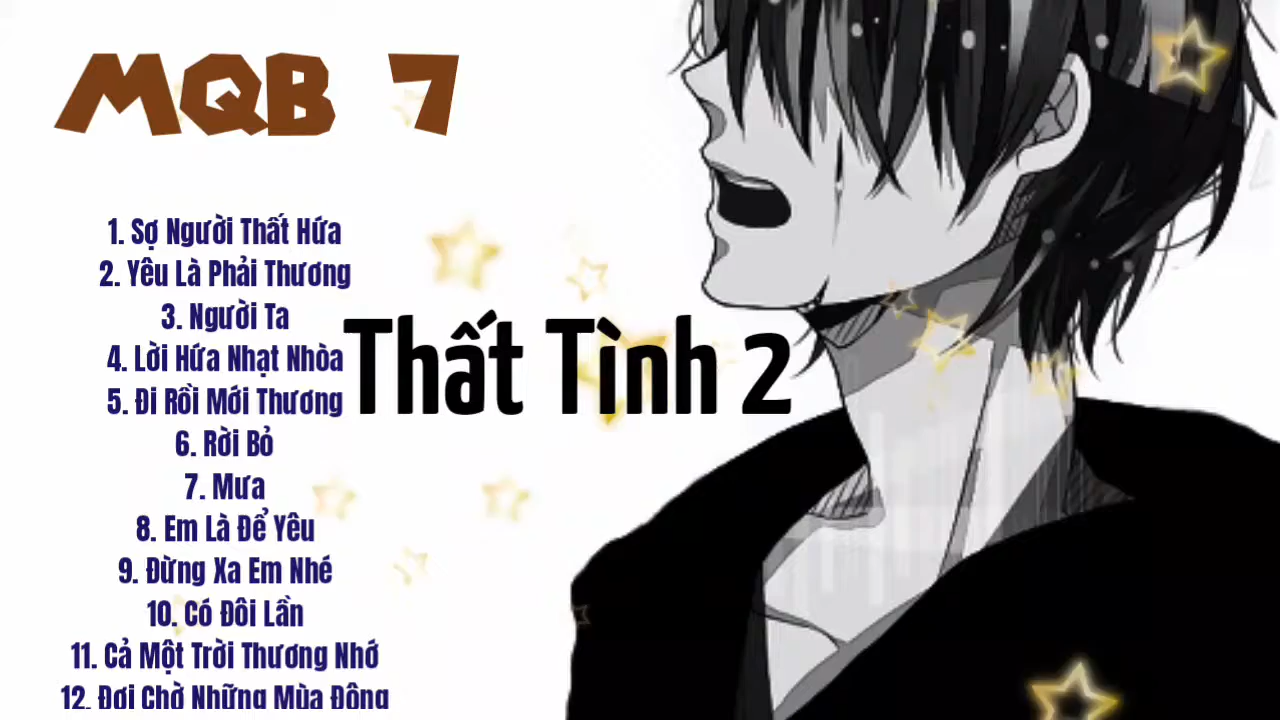 MQB 7
1. Sợ Người Thất Hứa
2. Yêu Là Phải Thương
3. Người Ta
4. Lời Hứa Nhạt Nhòa
5. Đi Rồi Mới Thương
6. Rời Bỏ
7. Mưa
8. Em Là Để Yêu
9. Đừng Xa Em Nhé
10. Có Đôi Lần
11. Cả Một Trời Thương Nhớ
12. Đợi Chờ Những Mùa Đông
Thất Tình 2